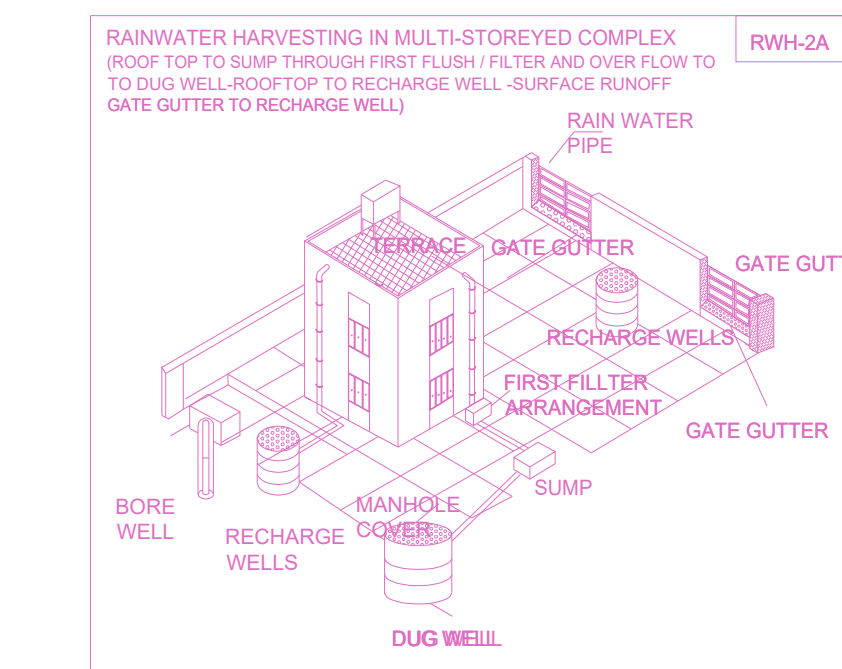 RAINWATER HARVESTING IN MULTI-STOREYED COMPLEX
RWH-2A
(ROOF TOP TO SUMP THROUGH FIRST FLUSH / FILTER AND OVER FLOW TO
TO DUG WELL-ROOFTOP TO RECHARGE WELL -SURFACE RUNOFF
GATE GUTTER TO RECHARGE WELL)
RAIN WATER
PIPE
TERRACE
GATE GUTTER
GATE GUTT
RECHARGE WELLS
FIRST FILLTER
ARRANGEMENT
GATE GUTTER
SUMP
BORE
WELL
MANHOLE
COVER
RECHARGE
WELLS
DUG WELL